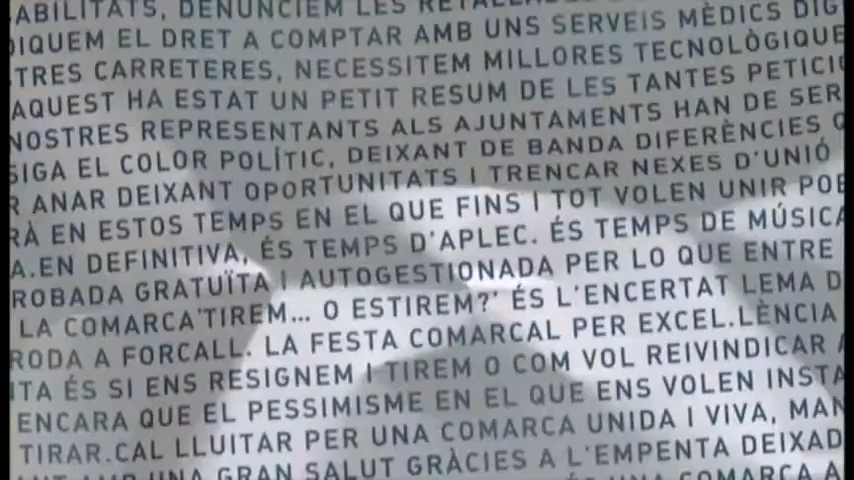 ABILITATS, DENUNCIEM LES
DIQUEM EL DRET A COMPTAR AMB UNS SERVEIS MÈDICS DIG
TRES CARRETERES, NECESSITEM MILLORES TECNOLÒGIQUE
AQUEST HA ESTAT UN PETIT RESUM DE LES TANTES PETICI
NOSTRES REPRESENTANTS ALS AJUNTAMENTS HAN DE SER
SIGA EL COLOR POLÍTIC, DEIXANT DE BANDA DIFERÈNCIES
R ANAR DEIXANT OPORTUNITATS I TRENCAR NEXES D'UNIÓ
RÀ EN ESTOS TEMPS EN EL QUE FINS I TOT VOLEN UNIR POB
A.EN DEFINITIVA, ÉS TEMPS D'APLEC. ÉS TEMPS DE MÚSICA
ROBADA GRATUÏTA I AUTOGESTIONADA PER LO QUE ENTRE
LA COMARCA'TIREM... O ESTIREM?' ÉS L'ENCERTAT LEMA D
RODA A FORCALL. LA FESTA COMARCAL PER EXCEL.LÈNCIA
ITA ÉS SI ENS RESIGNEM I TIREM O COM VOL REIVINDICAR A
ENCARA QUE EL PESSIMISME EN EL QUE ENS VOLEN INSTA
TIRAR.CAL LLUITAR PER UNA COMARCA UNIDA I VIVA, MAN
UNA GRAN SALUT GRÀCIES A L'EMPENTA DEIXAD
COMARCA A